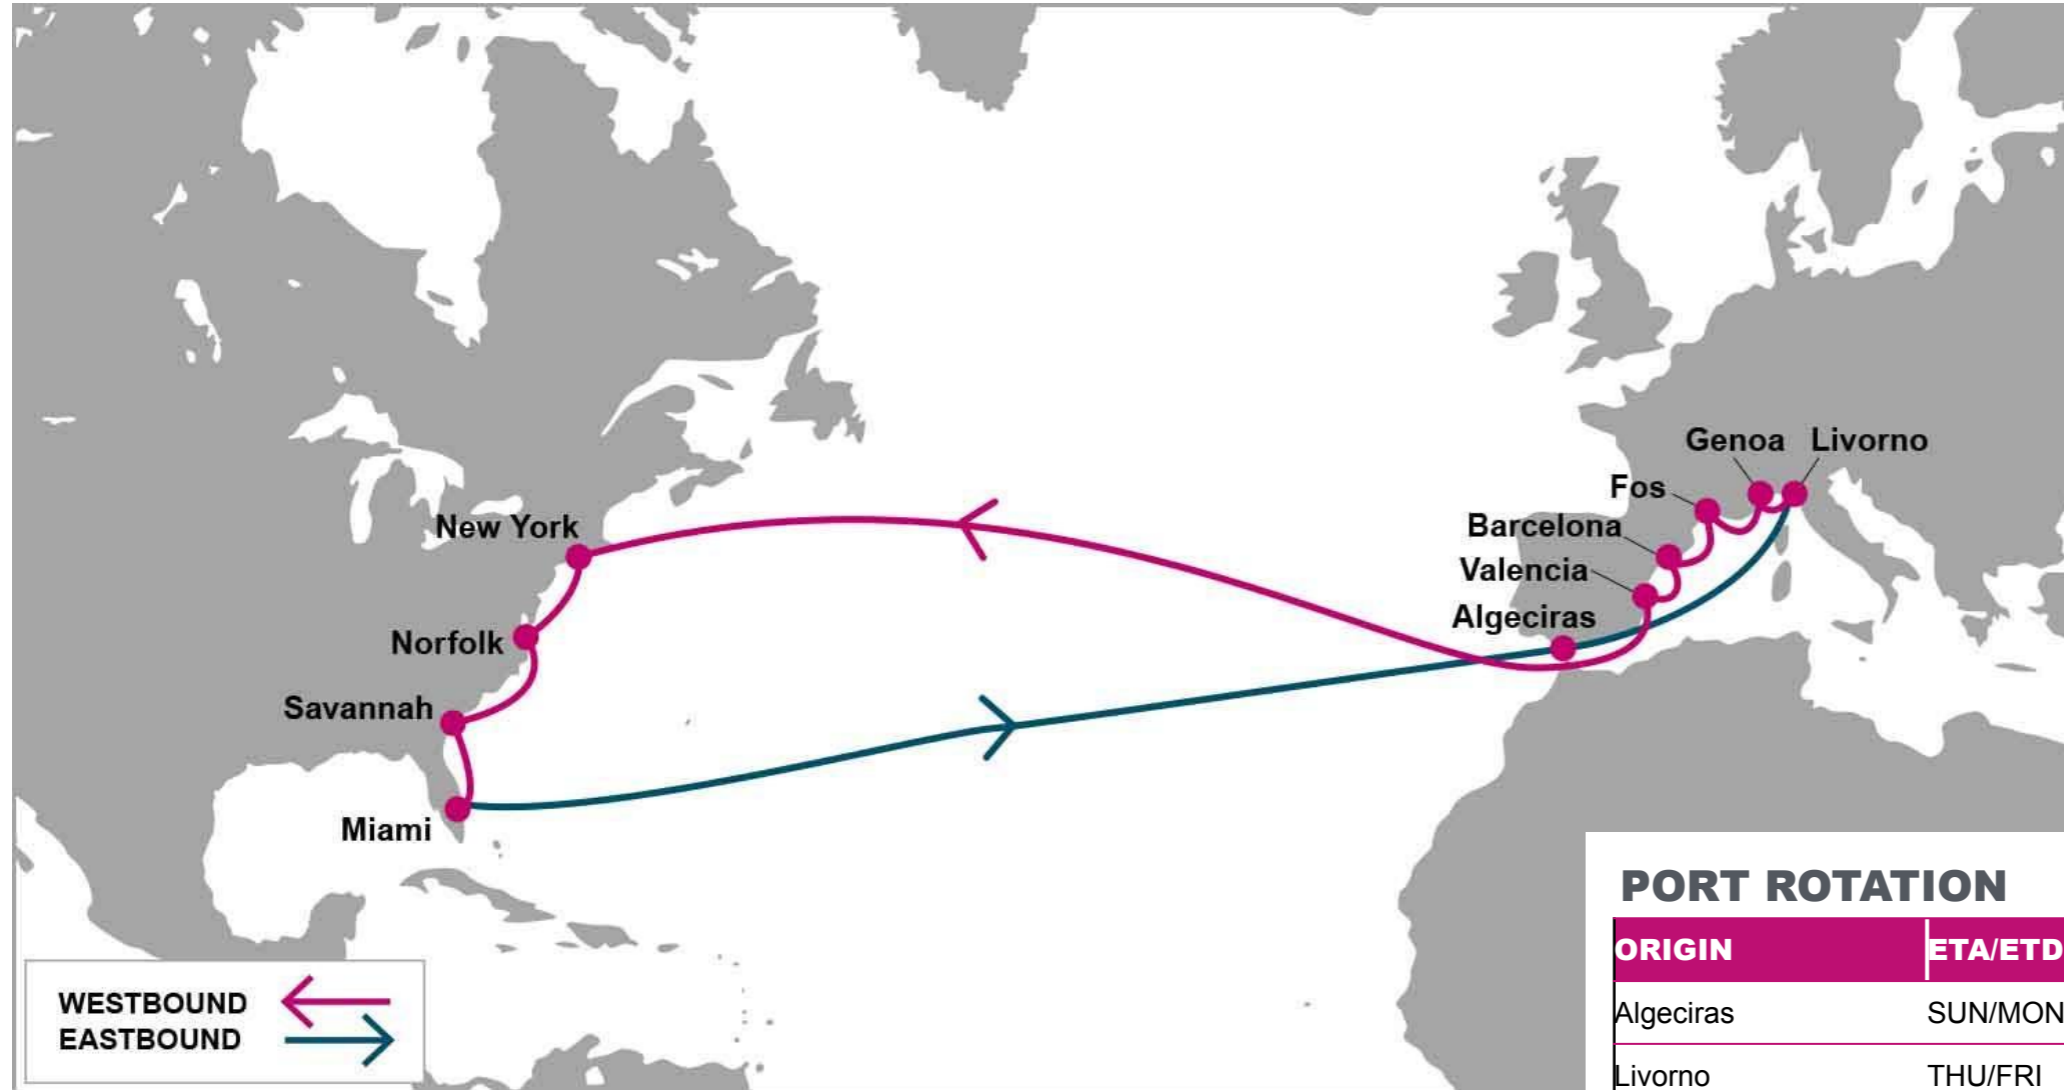 Genoa Livorno
Fos
New York
Barcelona
Valencia
Algeciras
Norfolk
Savannah
Miami
WESTBOUND
EASTBOUND
PORT ROTATION
ORIGIN ETA/ETD
Algeciras SUN/MON
Livorno THU/FRI